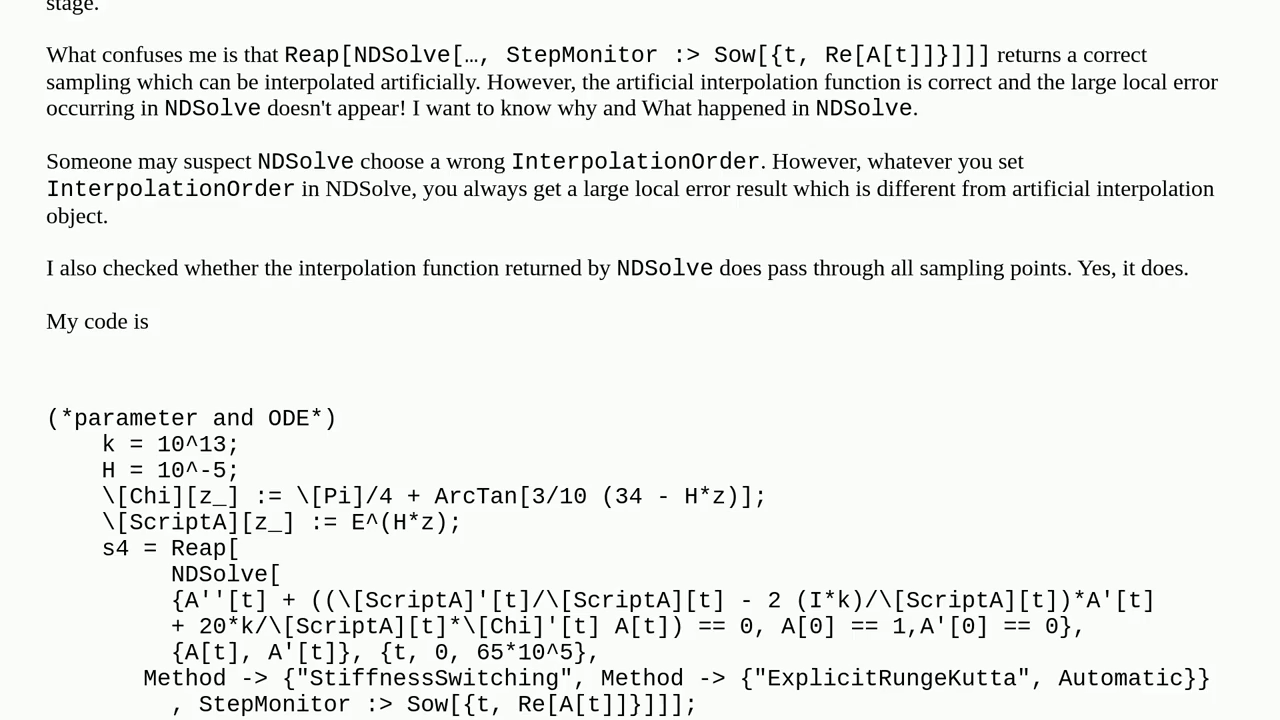 stage.
What confuses me is that Reap[NDSolve[…, StepMonitor :> Sow[{t, Re[A[t]]}]]] returns a correct
sampling which can be interpolated artificially. However, the artificial interpolation function is correct and the large local error
occurring in NDSolve doesn't appear! I want to know why and What happened in NDSolve.
Someone may suspect NDSolve choose a wrong InterpolationOrder. However, whatever you set
InterpolationOrder in NDSolve, you always get a large local error result which is different from artificial interpolation
object.
I also checked whether the interpolation function returned by NDSolve does pass through all sampling points. Yes, it does.
My code is
(*parameter and ODE*)
k = 10^13;
H = 10^-5;
\[Chi][z_] := \[Pi]/4 + ArcTan[3/10 (34 - H*z)];
\[ScriptA][z_] := E^(H*z);
s4 = Reap[
NDSolve[
{A''[t] + ((\[ScriptA]'[t]/\[ScriptA][t] - 2 (I*k)/\[ScriptA][t])*A'[t]
+ 20*k/\[ScriptA][t]*\[Chi]'[t] A[t]) == 0, A[0] == 1,A'[0] == 0},
{A[t], A'[t]}, {t, 0, 65*10^5},
Method -> {"StiffnessSwitching", Method -> {"ExplicitRungeKutta", Automatic}}
, StepMonitor :> Sow[{t, Re[A[t]]}]]];